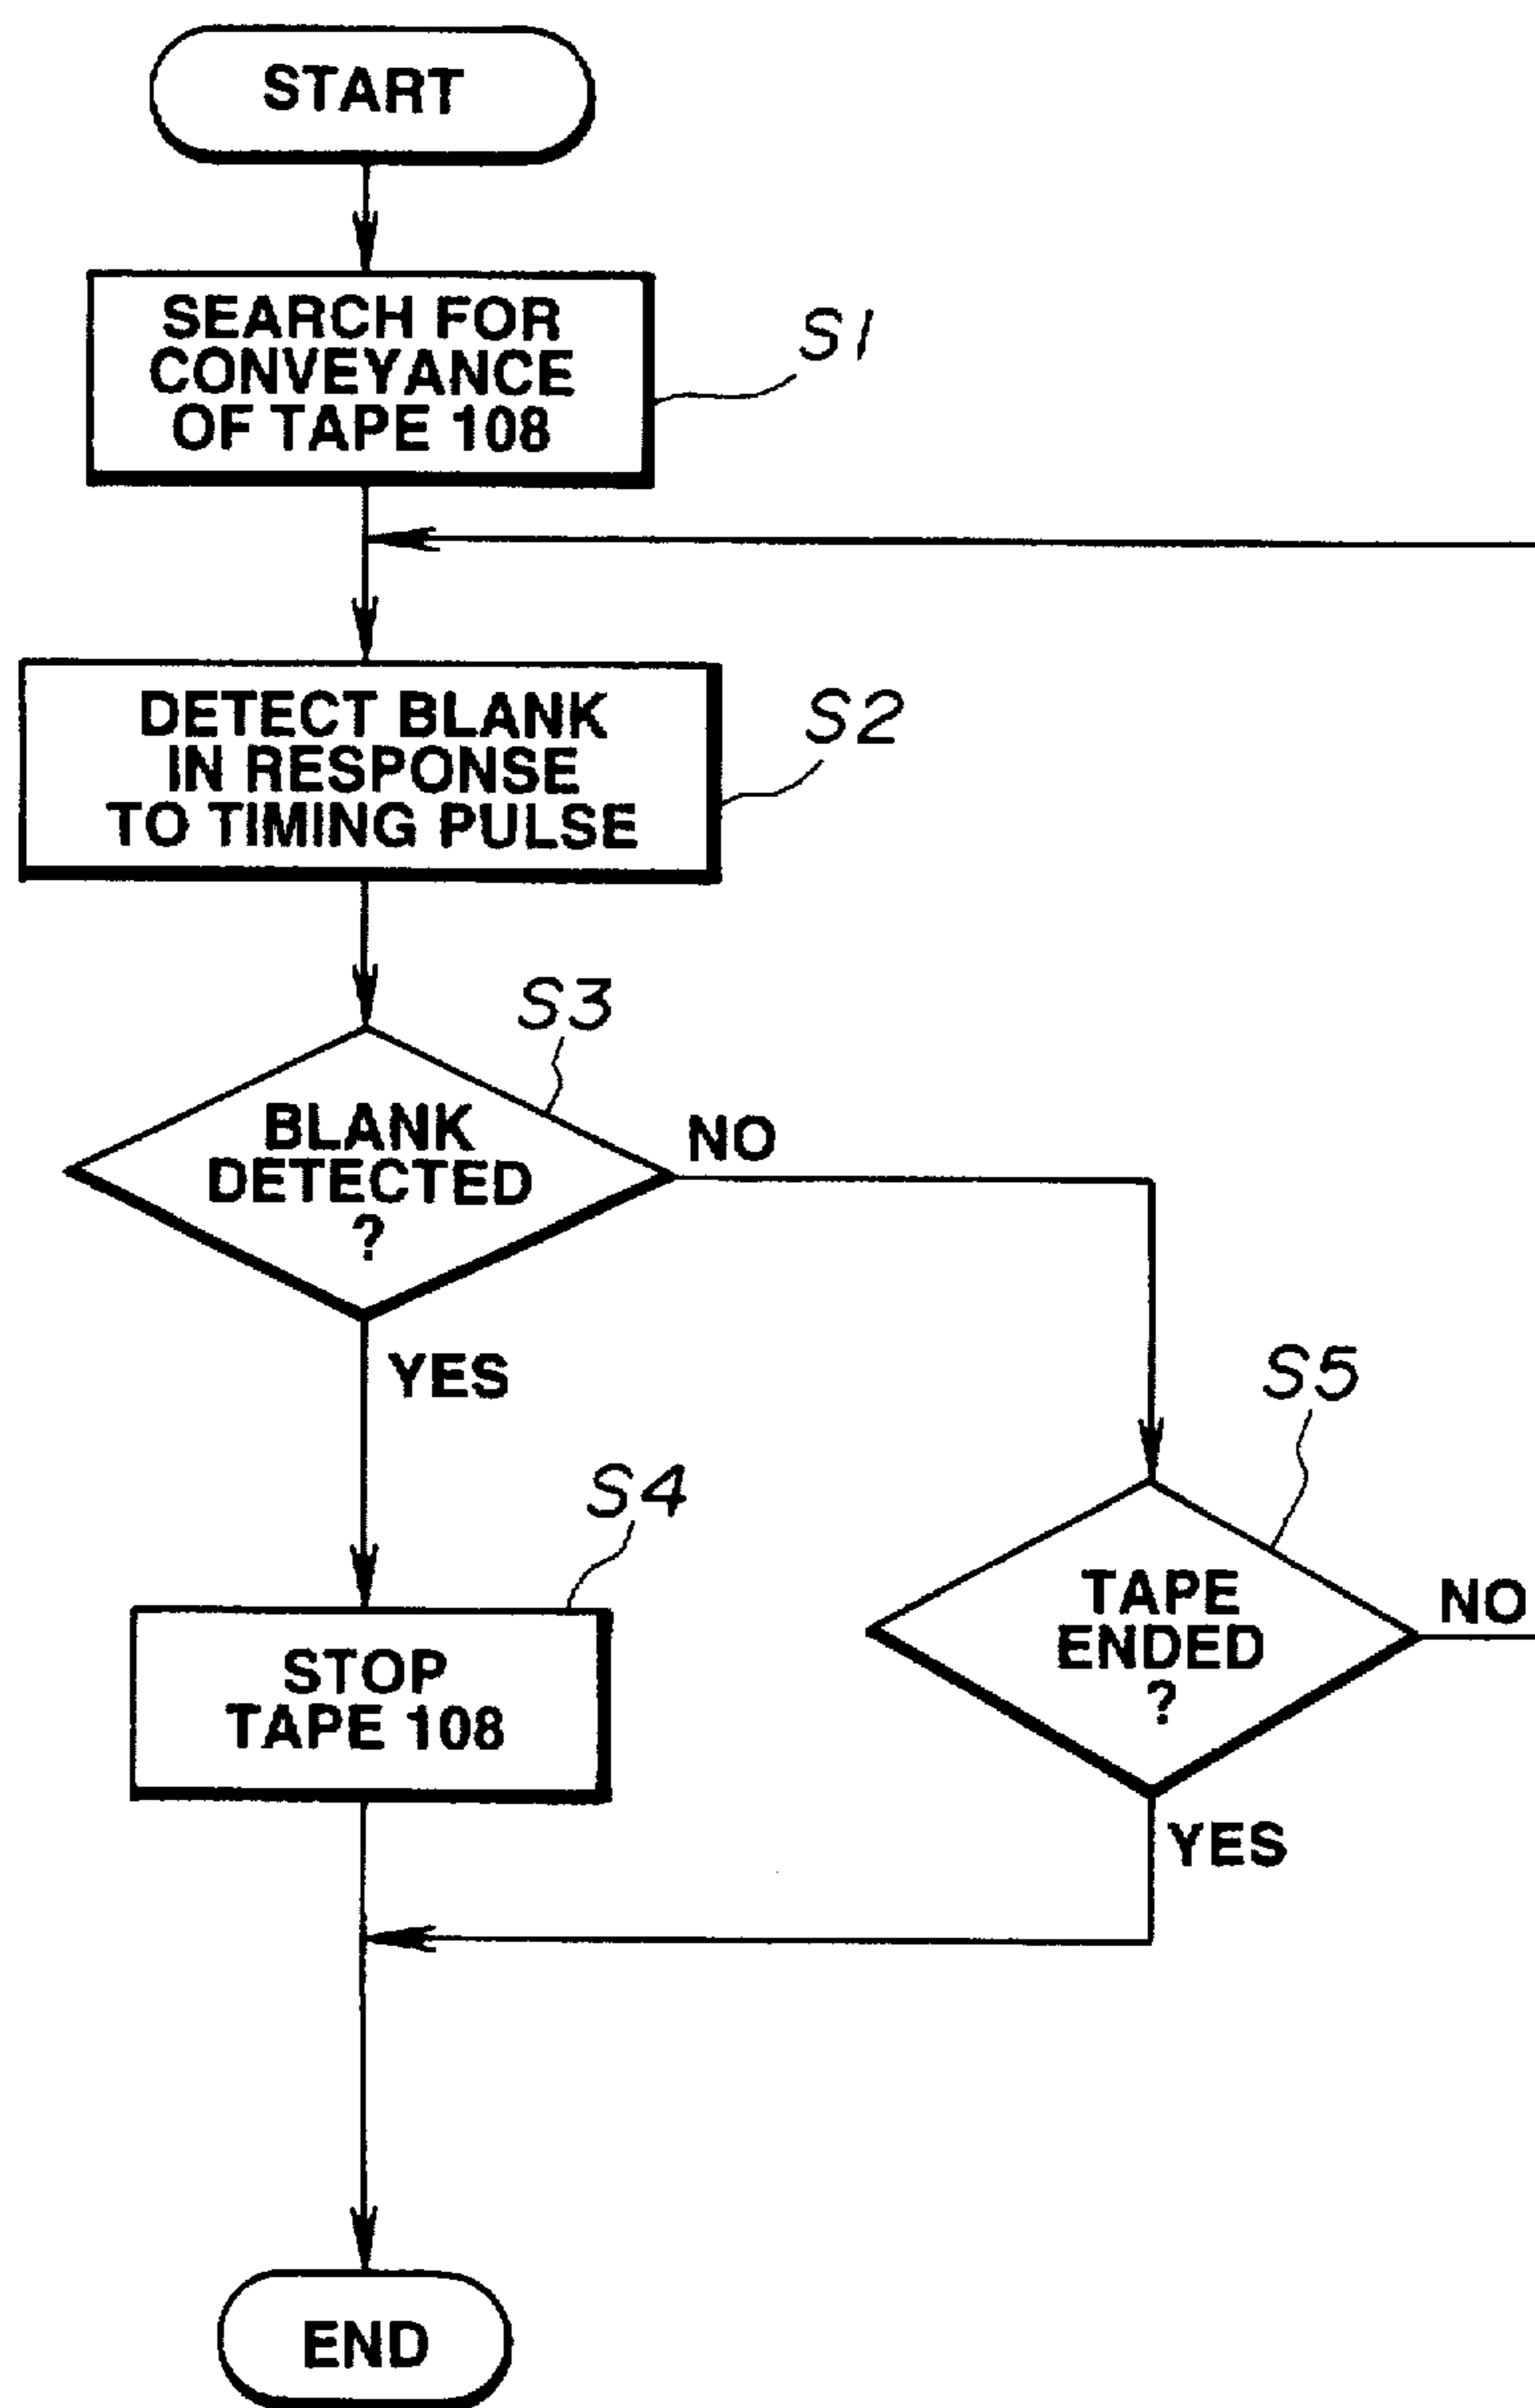 START
SEARCH FOR
CONVEYANCE
OF TAPE 108
S1
DETECT BLANK
IN RESPONSE
TO TIMING PULSE
S2
S3
BLANK
DETECTED
?
NO
YES
S5
S4
TAPE
ENDED
?
NO
STOP
TAPE 108
YES
END